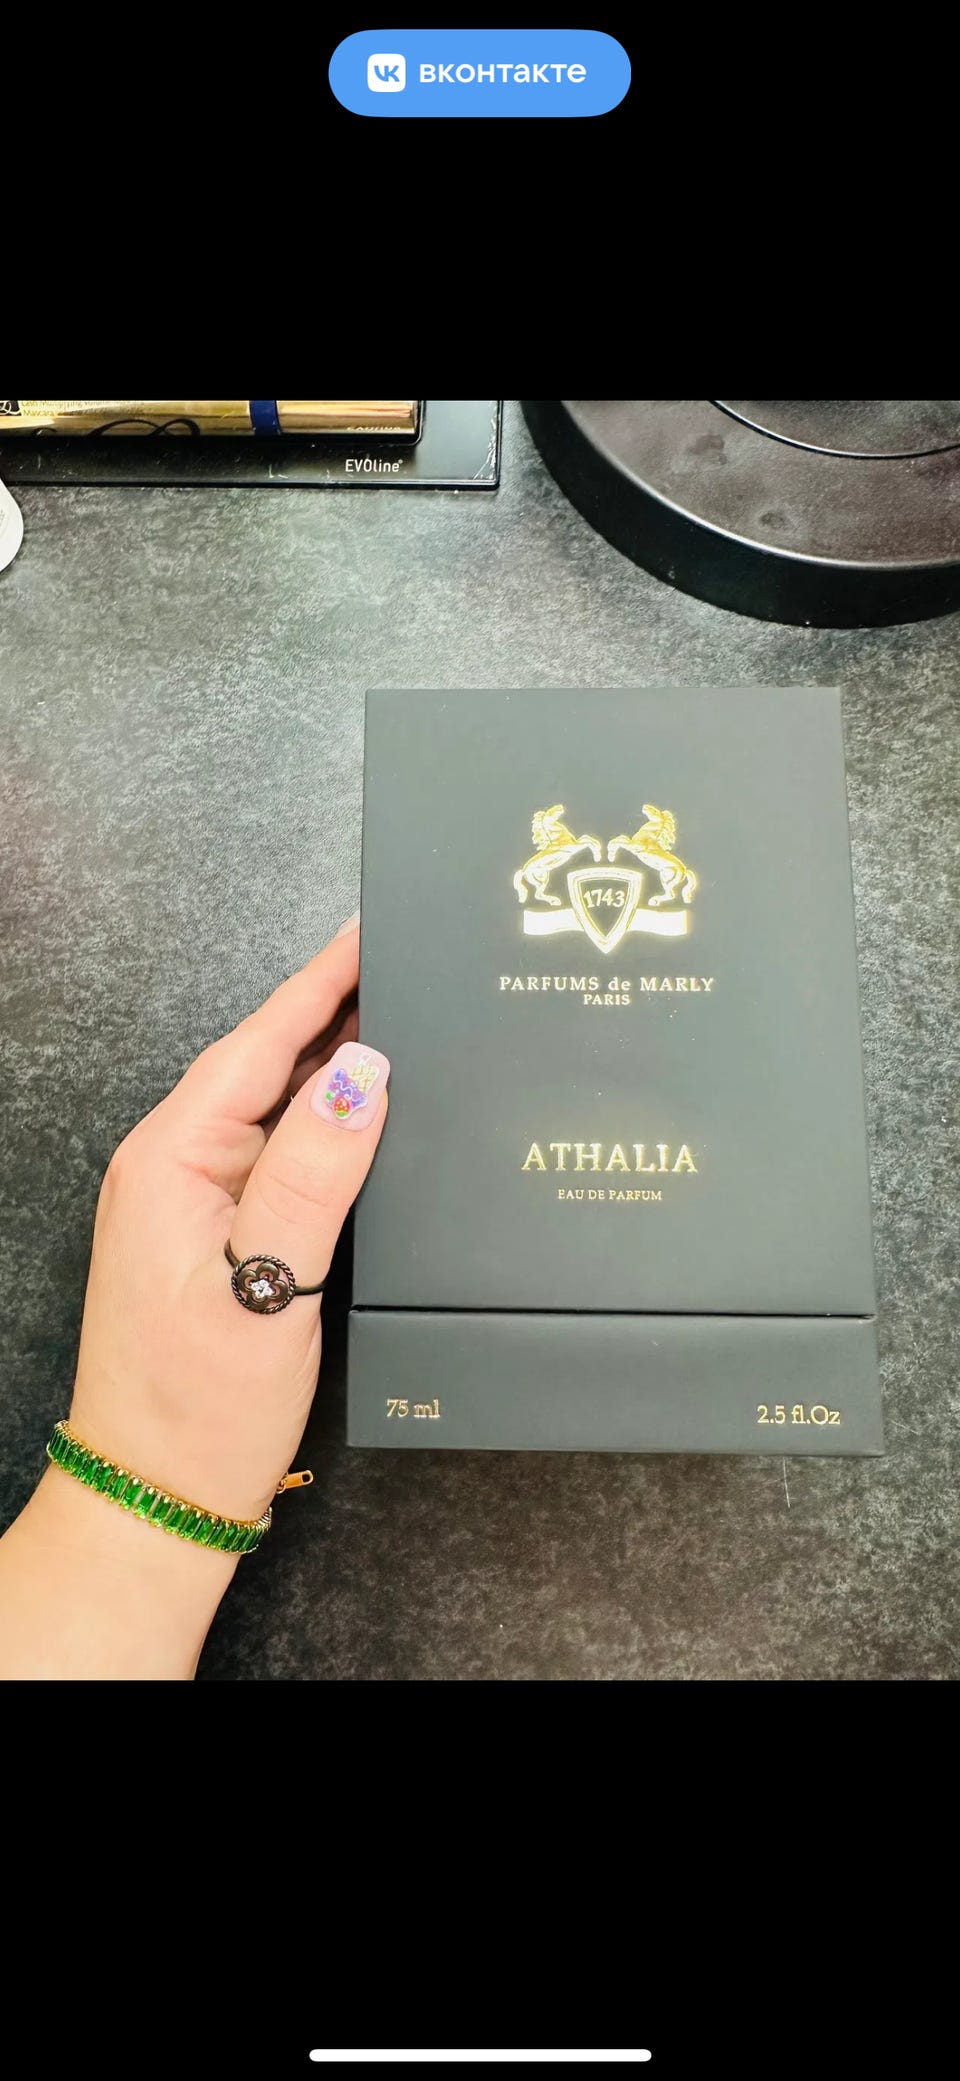 вконтакте
EVOline®
1743
PARFUMS de MARLY
PARIS
ATHALIA
EAU DE PARFUM
75 ml
2.5 fl.Oz